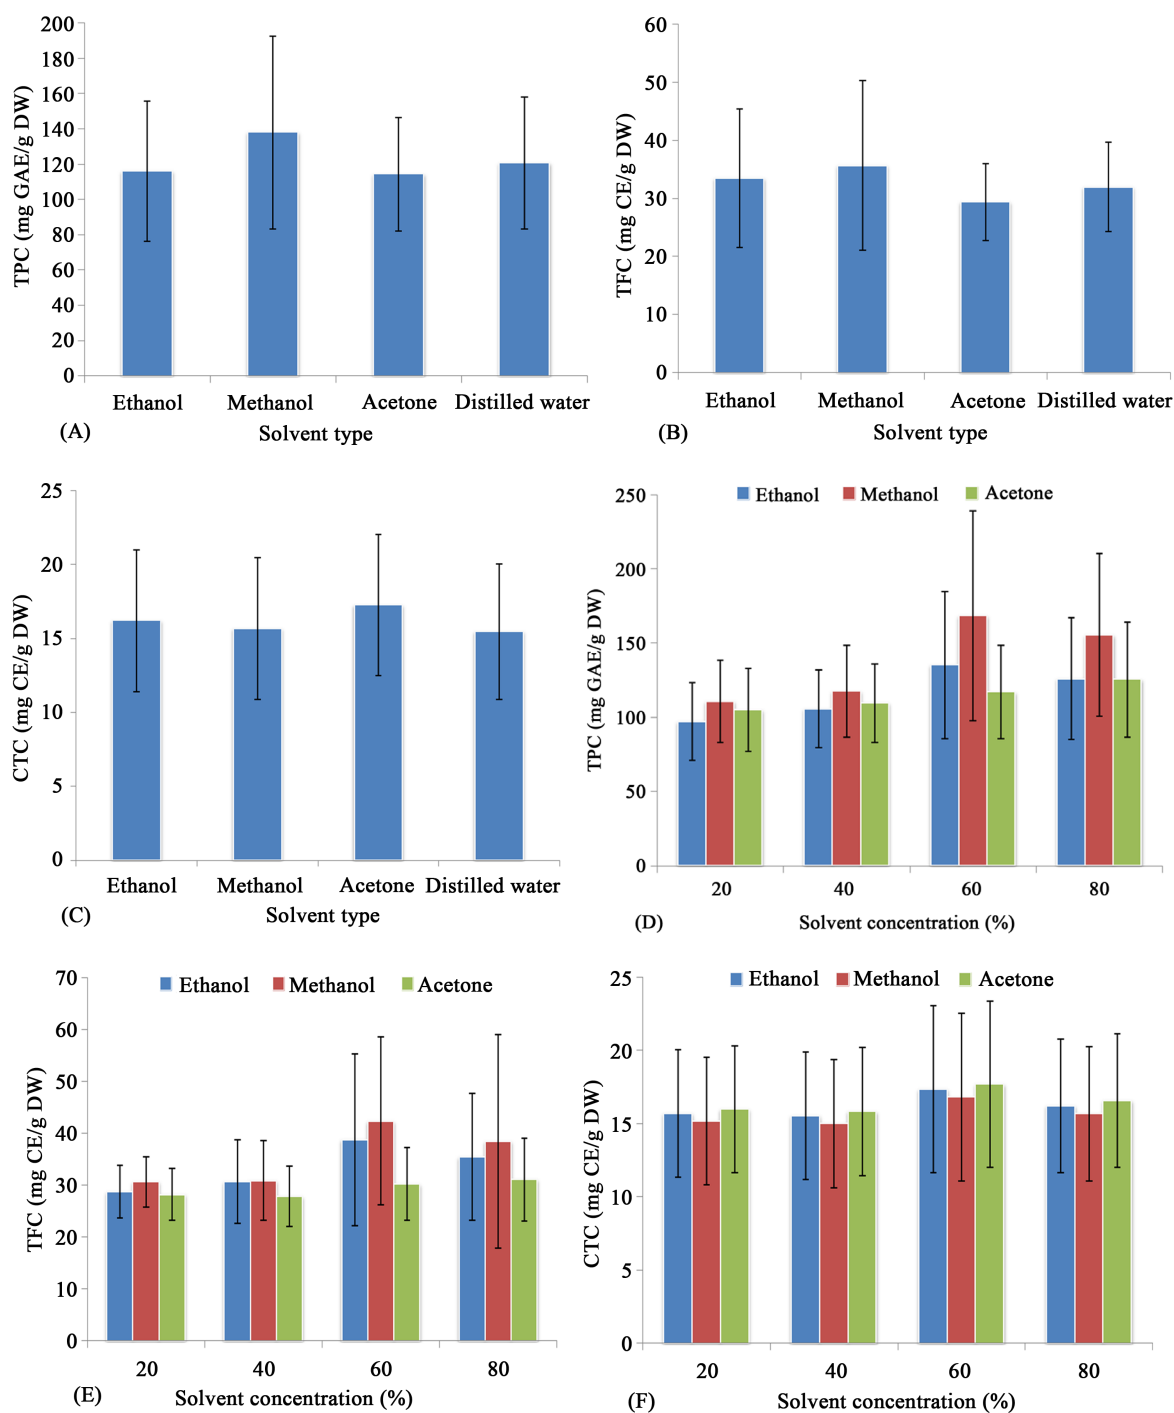 200
180
160
140
120
100
80
60
40
20
0
TPC (mg GAE/g DW)
Ethanol Methanol Acetone Distilled water
(A) Solvent type
60
50
40
30
20
10
0
TFC (mg CE/g DW)
Ethanol Methanol Acetone Distilled water
(B) Solvent type
25
20
15
10
5
0
CTC (mg CE/g DW)
Ethanol Methanol Acetone Distilled water
(C) Solvent type
Ethanol Methanol Acetone
250
200
150
100
50
0
TPC (mg GAE/g DW)
20 40 60 80
(D) Solvent concentration (%)
Ethanol Methanol Acetone
70
60
50
40
30
20
10
0
TFC (mg CE/g DW)
20 40 60 80
(E) Solvent concentration (%)
Ethanol Methanol Acetone
25
20
15
10
5
0
CTC (mg CE/g DW)
20 40 60 80
(F) Solvent concentration (%)